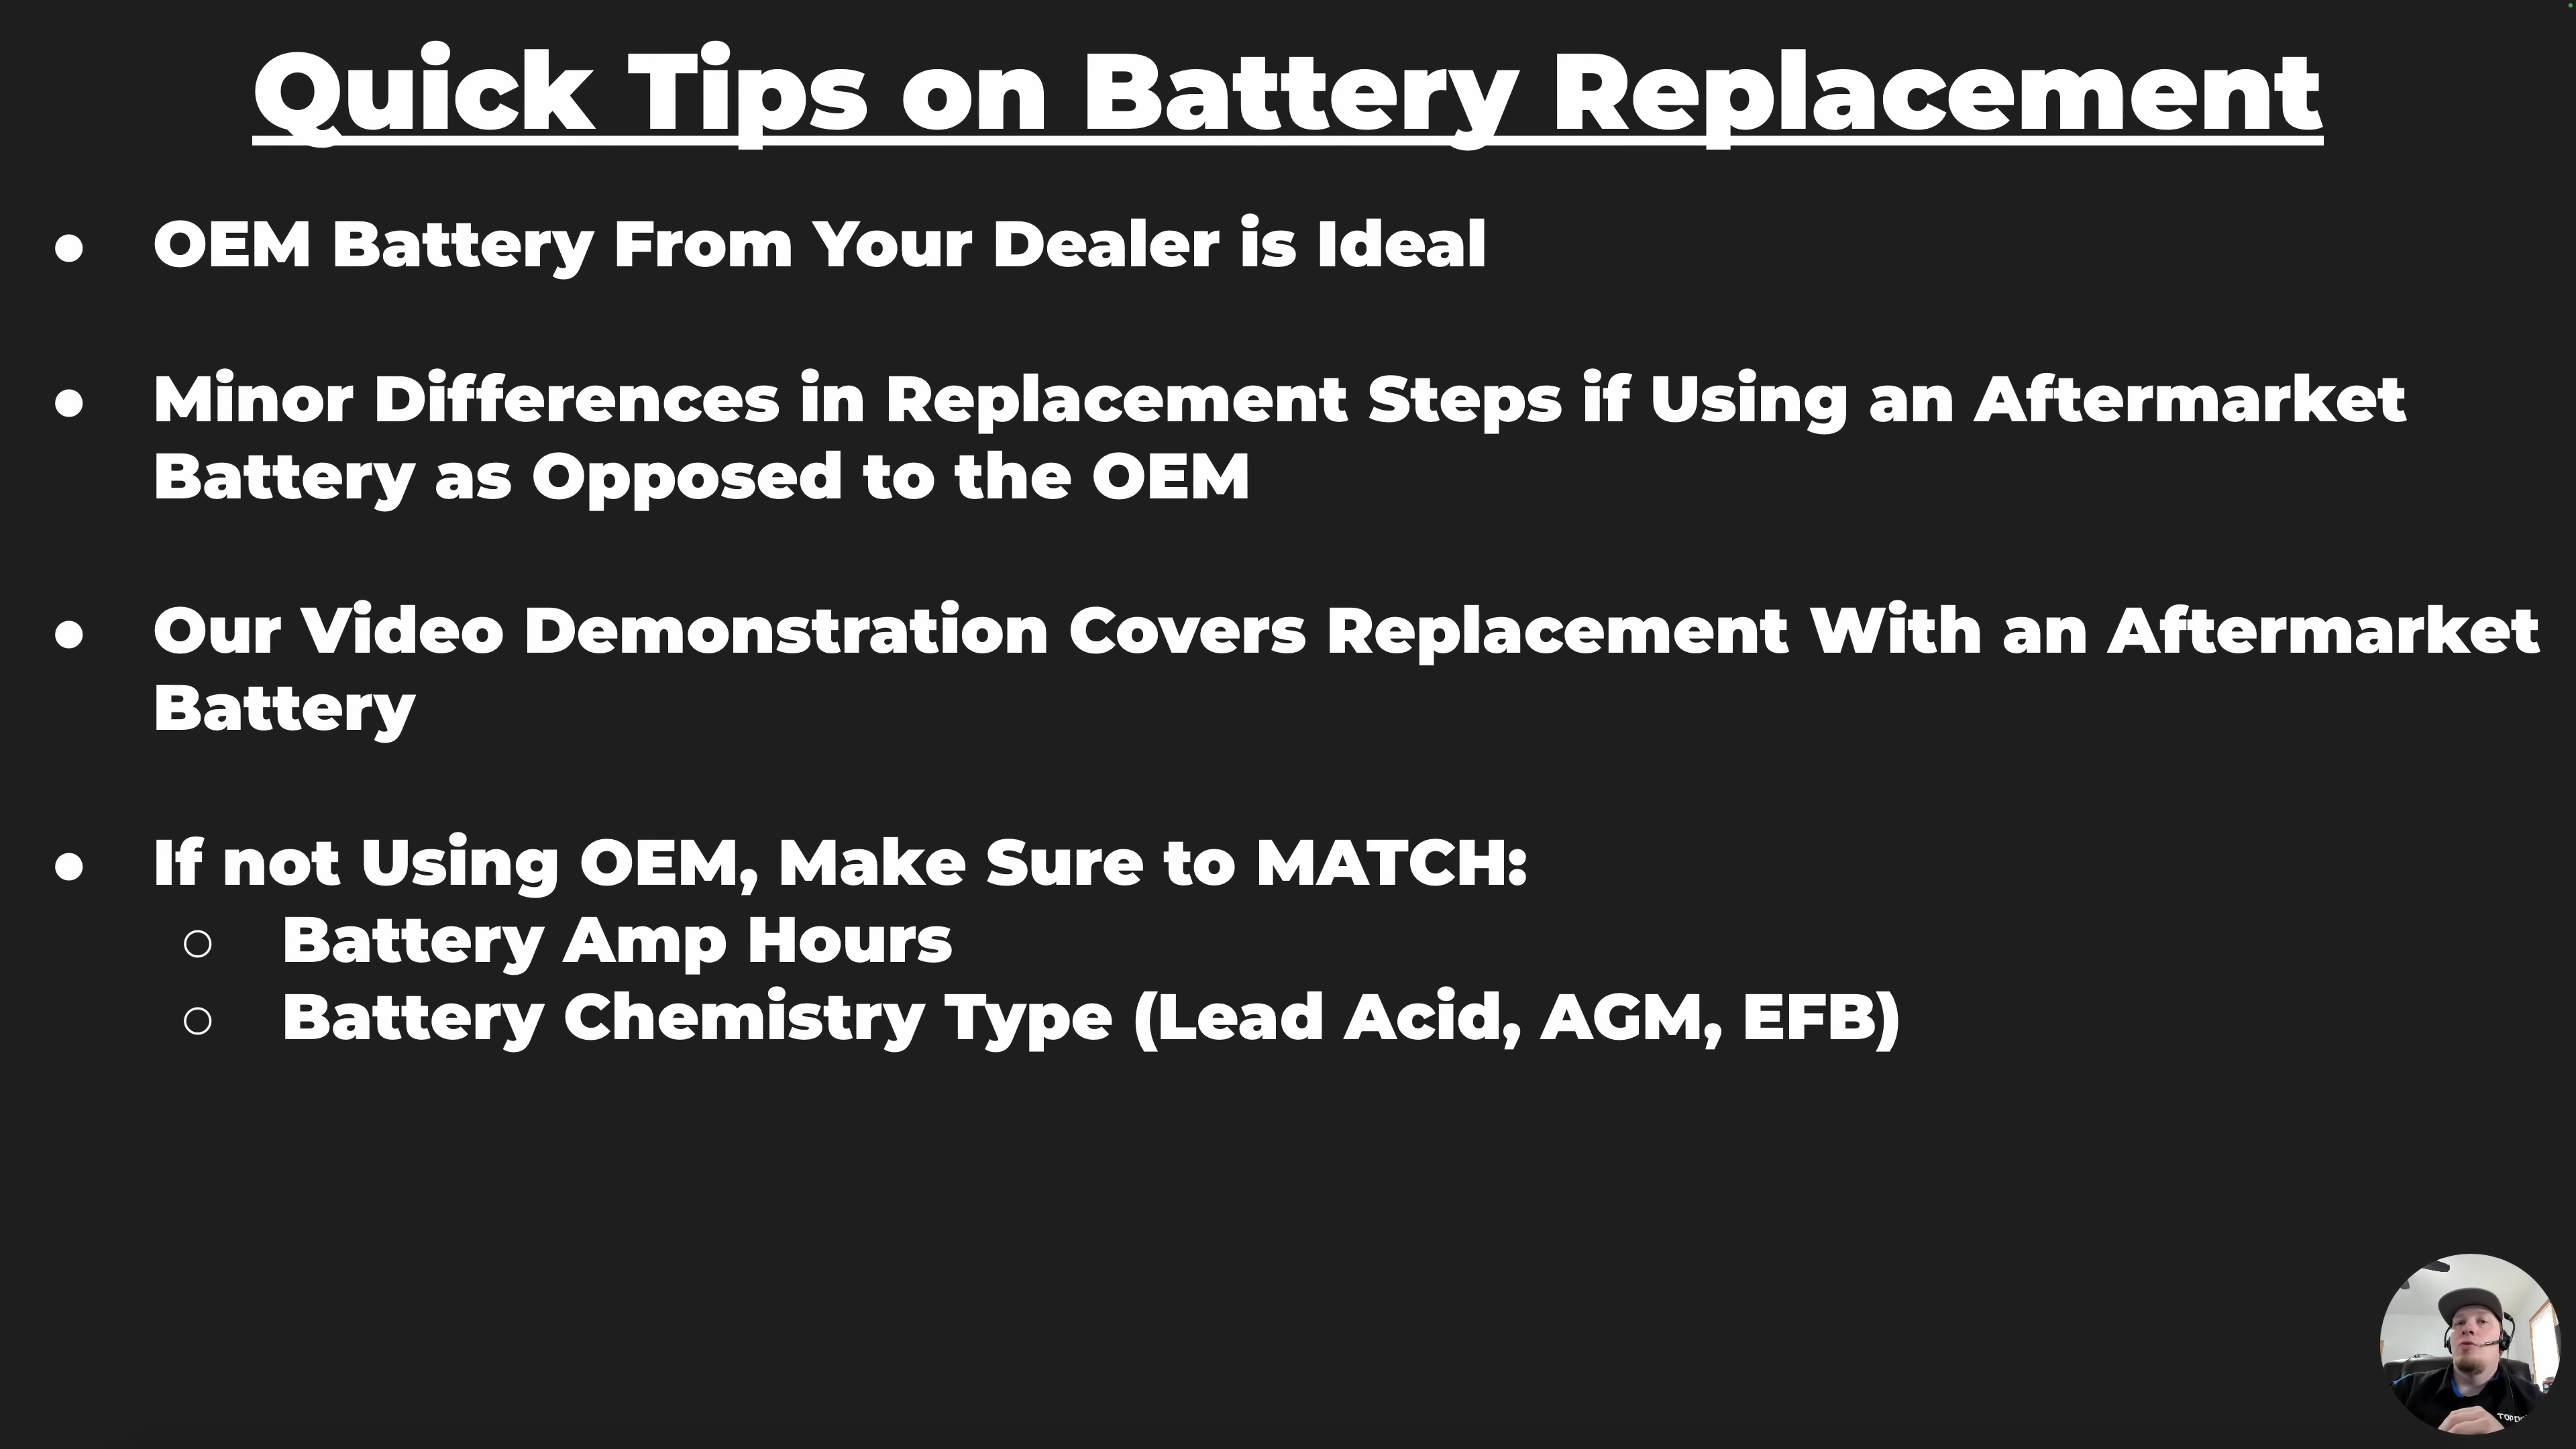 Quick Tips on Battery Replacement
● OEM Battery From Your Dealer is Ideal
● Minor Differences in Replacement Steps if Using an Aftermarket
Battery as Opposed to the OEM
● Our Video Demonstration Covers Replacement With an Aftermarket
Battery
● If not Using OEM, Make Sure to MATCH:
○ Battery Amp Hours
○ Battery Chemistry Type (Lead Acid, AGM, EFB)